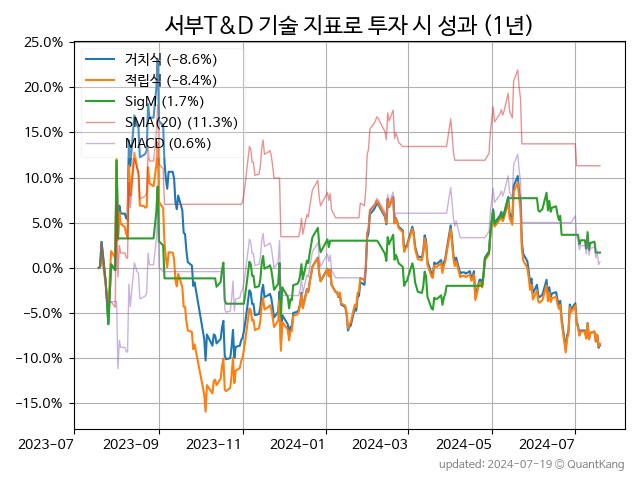 서부T&D 기술 지표로 투자 시 성과 (1년)
25.0%
20.0%
15.0%
10.0%
5.0%
0.0%
−5.0%
−10.0%
−15.0%
거치식 (−8.6%)
적립식 (−8.4%)
SigM (1.7%)
SMA(20) (11.3%)
MACD (0.6%)
2023-07
2023-09
2023-11
2024-01
2024-03
2024-05
2024-07
updated: 2024-07-19 © QuantKang